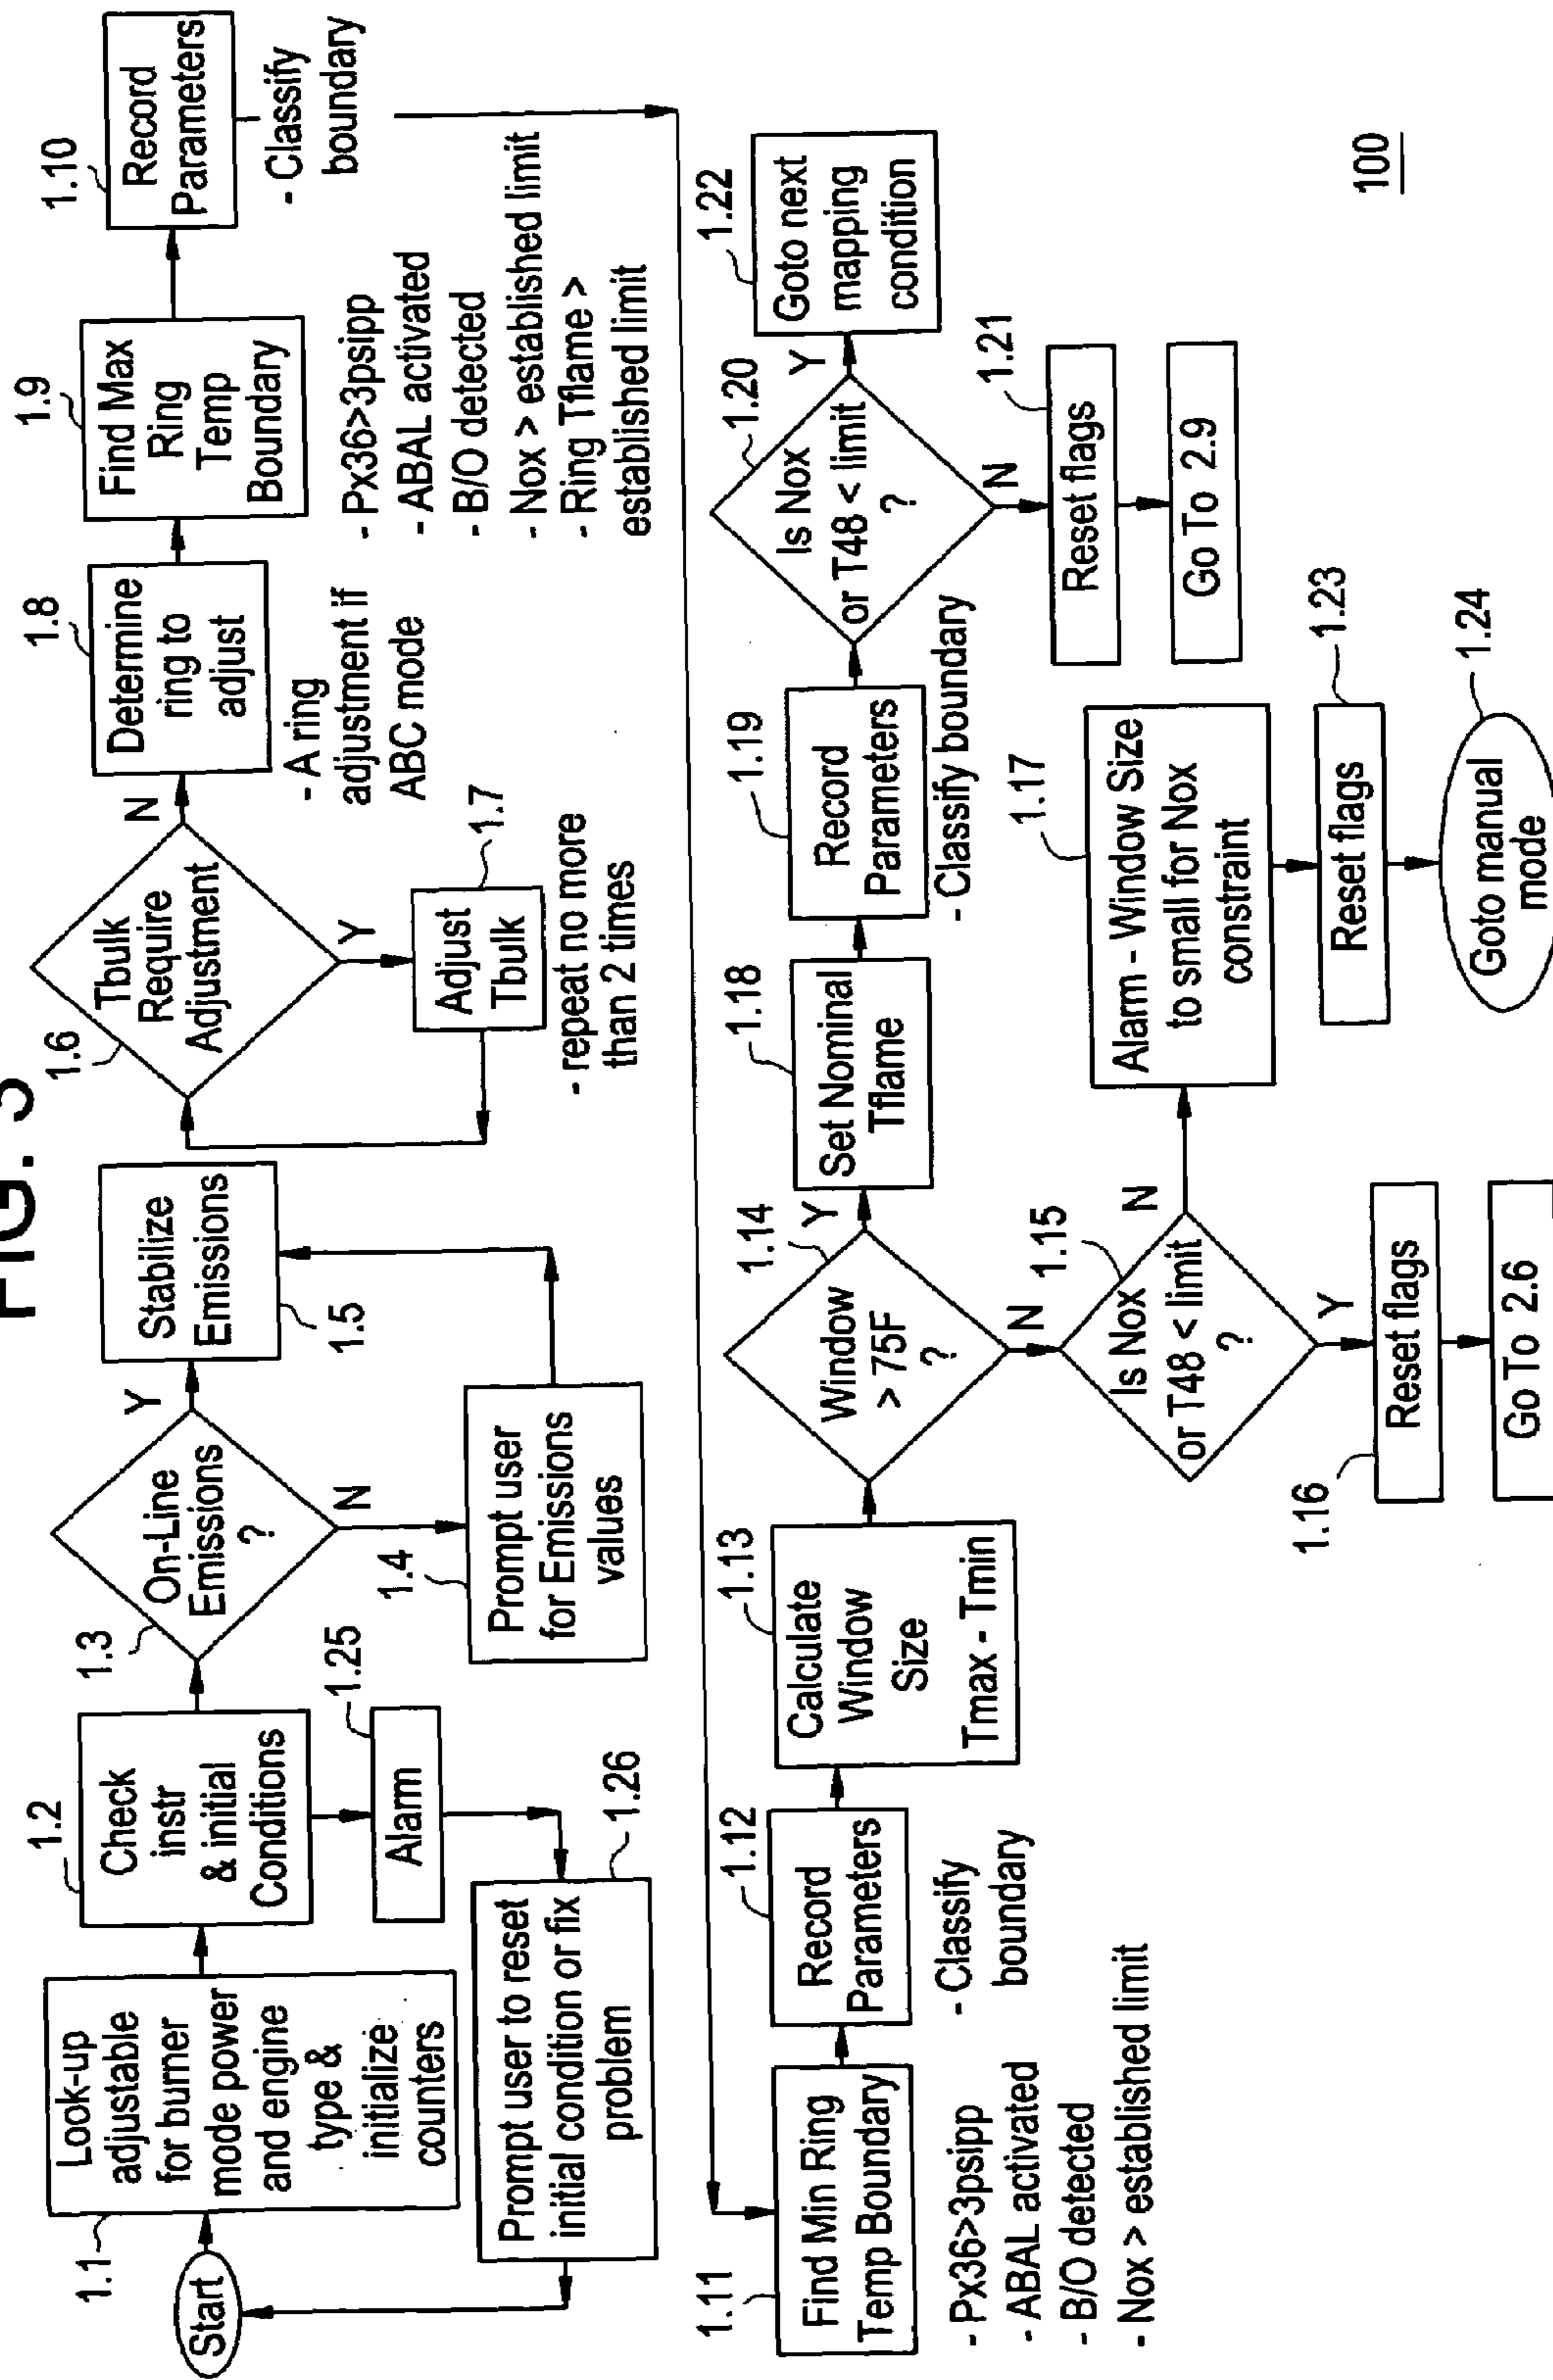 FIG. 3
Start
1.1
Look-up
adjustable
for burner
mode power
and engine
type &
initialize
counters
1.2
Check
instr
& initial
Conditions
1.25
Alarm
1.26
Prompt user to reset
initial condition or fix
problem
1.3
On-Line
Emissions
?
Y
N
1.4
Prompt user
for Emissions
values
Stabilize
Emissions
1.5
1.6
Tbulk
Require
Adjustment
N
Y
1.7
Adjust
Tbulk
- repeat no more
than 2 times
1.8
Determine
ring to
adjust
- A ring
adjustment if
ABC mode
1.9
Find Max
Ring
Temp
Boundary
- Px36>3psipp
- ABAL activated
- B/O detected
- Nox > established limit
- Ring Tflame >
established limit
1.10
Record
Parameters
- Classify
boundary
1.11
Find Min Ring
Temp Boundary
- Px36>3psipp
- ABAL activated
- B/O detected
- Nox > established limit
1.12
Record
Parameters
- Classify
boundary
1.13
Calculate
Window
Size
Tmax - Tmin
1.14
Window
> 75F
?
Y
N
1.15
Is Nox
or T48 < limit
?
N
Y
1.16
Reset flags
Go To 2.6
1.17
Alarm - Window Size
to small for Nox
constraint
1.23
Reset flags
1.24
Goto manual
mode
1.18
Set Nominal
Tflame
1.19
Record
Parameters
- Classify boundary
1.20
Is Nox
or T48 < limit
?
Y
N
1.21
Reset flags
Go To 2.9
1.22
Goto next
mapping
condition
100